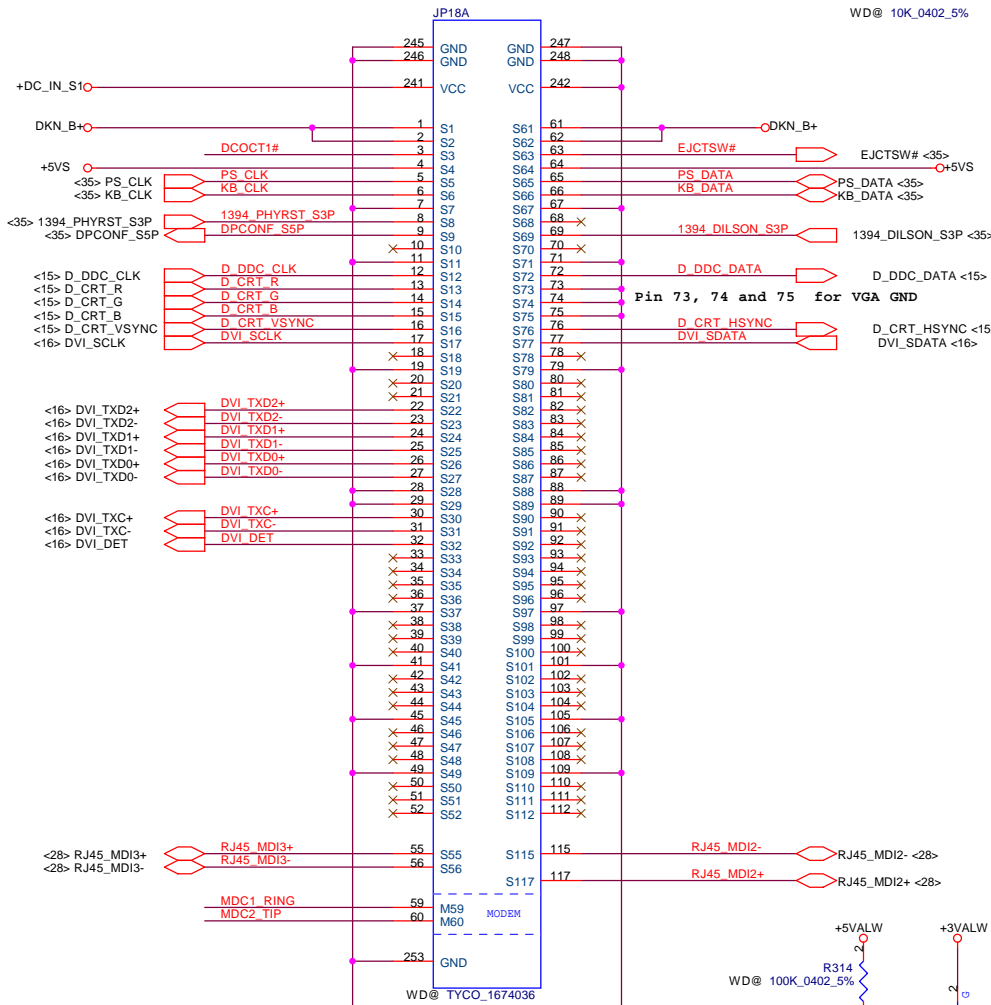 JP18A
WD@ 10K_0402_5%
245 GND GND 247
246 GND GND 248
+DC_IN_S1 241 VCC VCC 242
DKN_B+ 1 S1 S61 61 DKN_B+
2 S2 S62 62
DCOCT1# 3 S3 S63 63 EJCTSW# EJCTSW# <35>
+5VS 4 S4 S64 64 +5VS
<35> PS_CLK PS_CLK 5 S5 S65 65 PS_DATA PS_DATA <35>
<35> KB_CLK KB_CLK 6 S6 S66 66 KB_DATA KB_DATA <35>
7 S7 S67 67
<35> 1394_PHYRST_S3P 1394_PHYRST_S3P 8 S8 S68 68
<35> DPCONF_S5P DPCONF_S5P 9 S9 S69 69 1394_DILSON_S3P 1394_DILSON_S3P <35>
10 S10 S70 70
11 S11 S71 71
<15> D_DDC_CLK D_DDC_CLK 12 S12 S72 72 D_DDC_DATA D_DDC_DATA <15>
<15> D_CRT_R D_CRT_R 13 S13 S73 73
<15> D_CRT_G D_CRT_G 14 S14 S74 74 Pin 73, 74 and 75 for VGA GND
<15> D_CRT_B D_CRT_B 15 S15 S75 75
<15> D_CRT_VSYNC D_CRT_VSYNC 16 S16 S76 76 D_CRT_HSYNC D_CRT_HSYNC <15
<16> DVI_SCLK DVI_SCLK 17 S17 S77 77 DVI_SDATA DVI_SDATA <16>
18 S18 S78 78
19 S19 S79 79
20 S20 S80 80
21 S21 S81 81
<16> DVI_TXD2+ DVI_TXD2+ 22 S22 S82 82
<16> DVI_TXD2- DVI_TXD2- 23 S23 S83 83
<16> DVI_TXD1+ DVI_TXD1+ 24 S24 S84 84
<16> DVI_TXD1- DVI_TXD1- 25 S25 S85 85
<16> DVI_TXD0+ DVI_TXD0+ 26 S26 S86 86
<16> DVI_TXD0- DVI_TXD0- 27 S27 S87 87
28 S28 S88 88
29 S29 S89 89
<16> DVI_TXC+ DVI_TXC+ 30 S30 S90 90
<16> DVI_TXC- DVI_TXC- 31 S31 S91 91
<16> DVI_DET DVI_DET 32 S32 S92 92
33 S33 S93 93
34 S34 S94 94
35 S35 S95 95
36 S36 S96 96
37 S37 S97 97
38 S38 S98 98
39 S39 S99 99
40 S40 S100 100
41 S41 S101 101
42 S42 S102 102
43 S43 S103 103
44 S44 S104 104
45 S45 S105 105
46 S46 S106 106
47 S47 S107 107
48 S48 S108 108
49 S49 S109 109
50 S50 S110 110
51 S51 S111 111
52 S52 S112 112
<28> RJ45_MDI3+ RJ45_MDI3+ 55 S55 S115 115 RJ45_MDI2- RJ45_MDI2- <28>
<28> RJ45_MDI3- RJ45_MDI3- 56 S56
S117 117 RJ45_MDI2+ RJ45_MDI2+ <28>
MDC1_RING 59 M59
MODEM
MDC2_TIP 60 M60
253 GND
WD@ TYCO_1674036
+5VALW +3VALW
2 2
R314
WD@ 100K_0402_5%
G